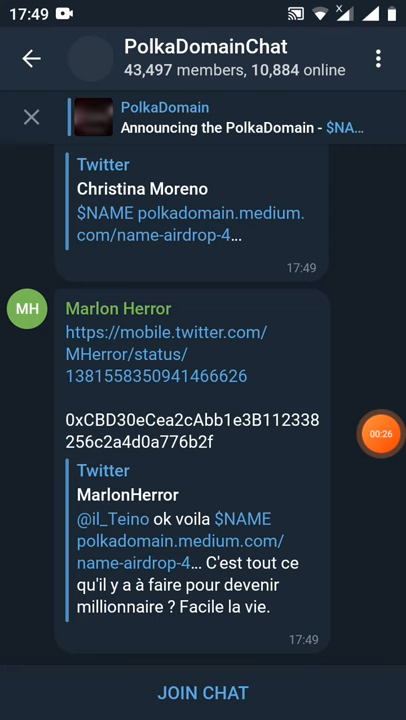 17:49
PolkaDomainChat
43,497 members, 10,884 online
PolkaDomain
Announcing the PolkaDomain - $NA...
Twitter
Christina Moreno
$NAME polkadomain.medium.
com/name-airdrop-4...
17:49
MH
Marlon Herror
https://mobile.twitter.com/
MHerror/status/
1381558350941466626
0xCBD30eCea2cAbb1e3B112338
256c2a4d0a776b2f
Twitter
MarlonHerror
@il_Teino ok voila $NAME
polkadomain.medium.com/
name-airdrop-4... C'est tout ce
qu'il y a à faire pour devenir
millionnaire ? Facile la vie.
17:49
00:26
JOIN CHAT